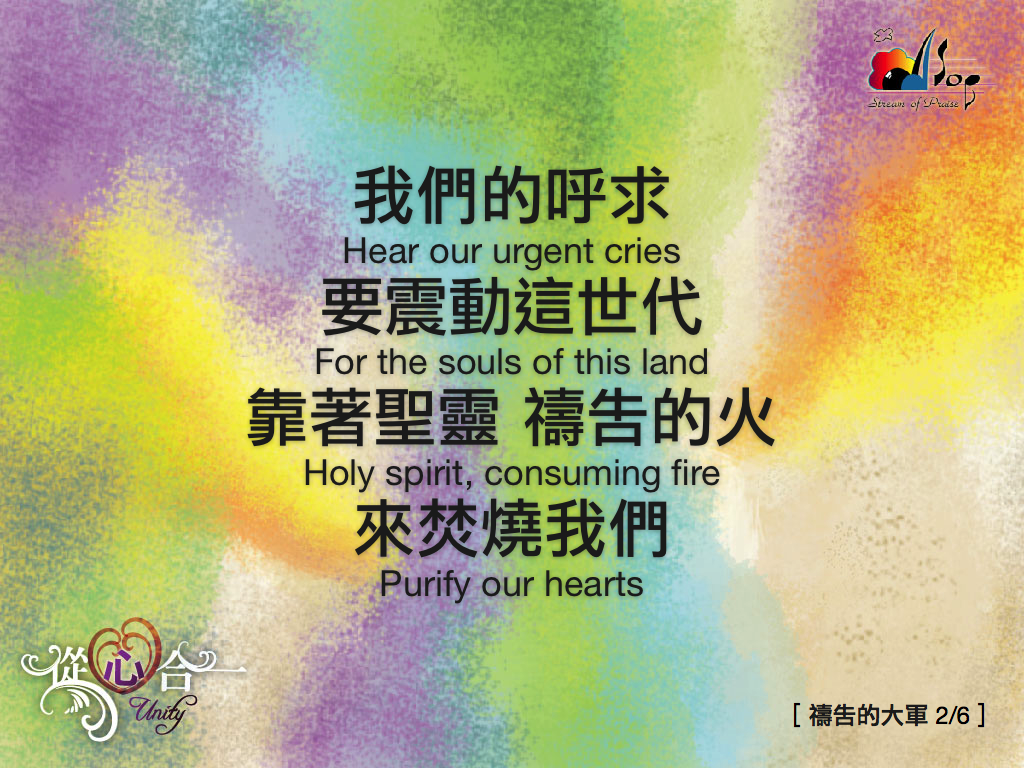 Sop
Stream of Praise
我們的呼求
Hear our urgent cries
要震動這世代
For the souls of this land
靠著聖靈 禱告的火
Holy spirit, consuming fire
來焚燒我們
Purify our hearts
從心合一
Unity
[ 禱告的大軍 2/6 ]